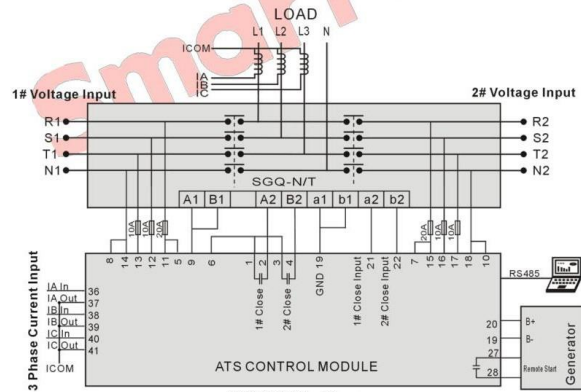 Smart
LOAD
L1 L2 L3 N
ICOM
IA
IB
IC
1# Voltage Input
2# Voltage Input
R1 R2
S1 S2
T1 T2
N1 N2
SGQ-N/T
A1 B1 A2 B2 a1 b1 a2 b2
10A 10A 20A
20A 10A 10A
8 14 13 12 11 5 9 6 1 2 3 4 GND 19 21 22 7 15 16 17 18 10
1# Close
2# Close
1# Close Input
2# Close Input
RS485
3 Phase Current Input
IA In 36
IA Out 37
IB In 38
IB Out 39
IC In 40
IC Out 41
ICOM
ATS CONTROL MODULE
20 B+
19 B-
27
28 Remote Start
Generator